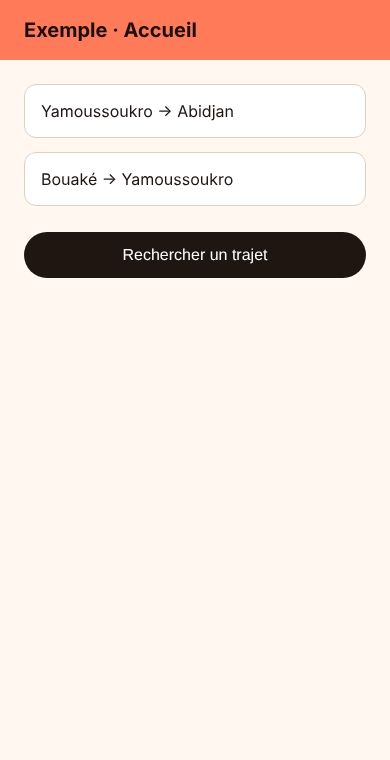 Exemple · Accueil
Yamoussoukro → Abidjan
Bouaké → Yamoussoukro
Rechercher un trajet